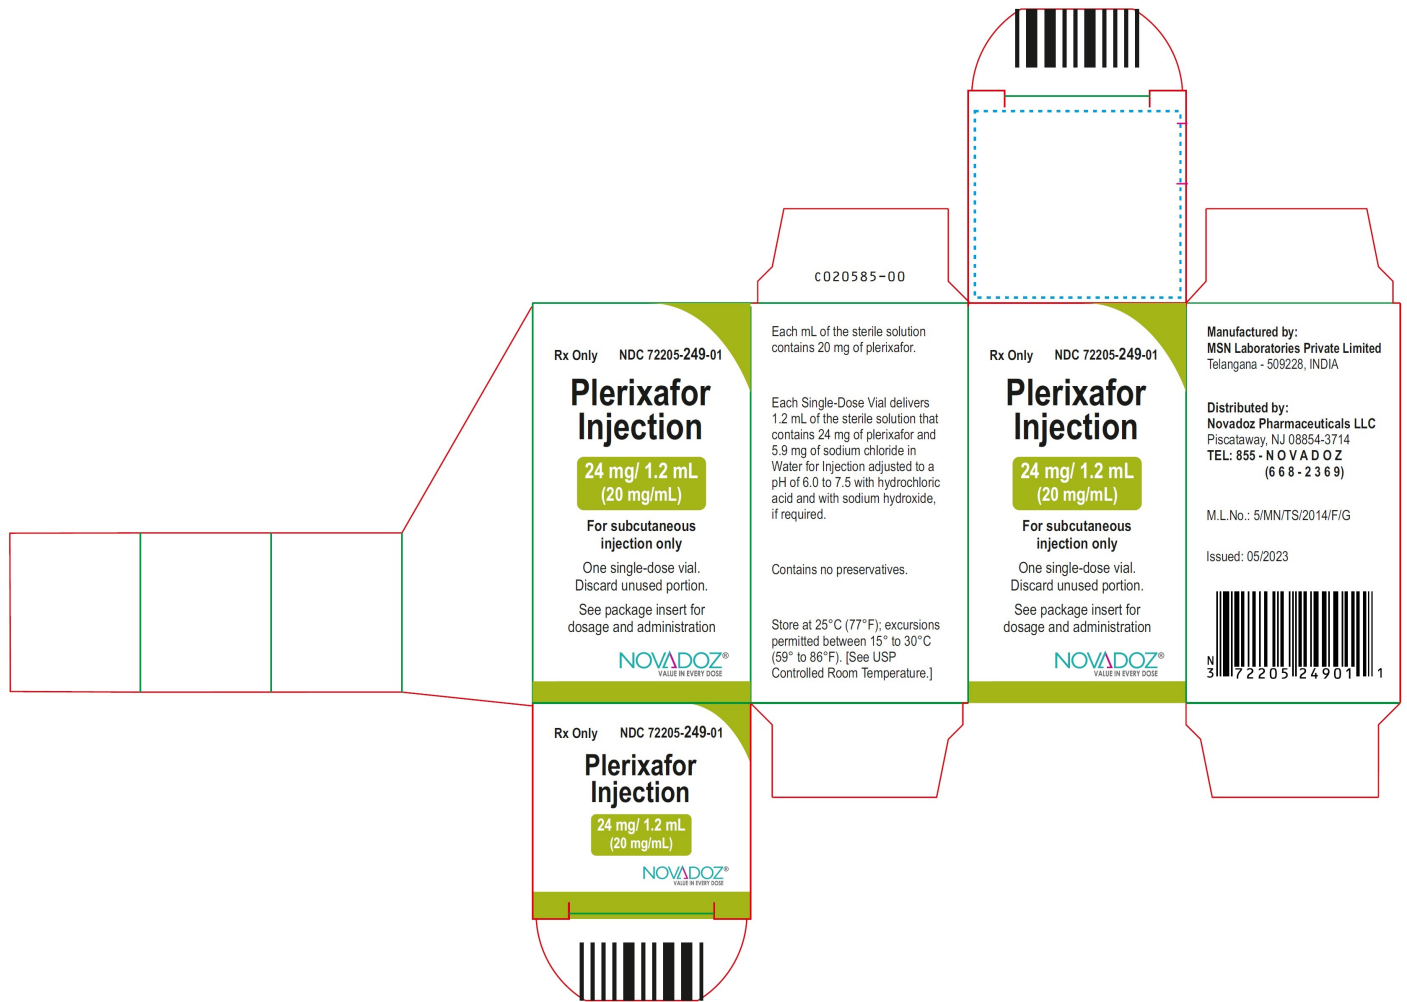 C020585-00
Rx Only NDC 72205-249-01
Plerixafor
Injection
24 mg/ 1.2 mL
(20 mg/mL)
For subcutaneous
injection only
One single-dose vial.
Discard unused portion.
See package insert for
dosage and administration
NOVADOZ®
VALUE IN EVERY DOSE
Each mL of the sterile solution
contains 20 mg of plerixafor.
Each Single-Dose Vial delivers
1.2 mL of the sterile solution that
contains 24 mg of plerixafor and
5.9 mg of sodium chloride in
Water for Injection adjusted to a
pH of 6.0 to 7.5 with hydrochloric
acid and with sodium hydroxide,
if required.
Contains no preservatives.
Store at 25°C (77°F); excursions
permitted between 15° to 30°C
(59° to 86°F). [See USP
Controlled Room Temperature.]
Rx Only NDC 72205-249-01
Plerixafor
Injection
24 mg/ 1.2 mL
(20 mg/mL)
For subcutaneous
injection only
One single-dose vial.
Discard unused portion.
See package insert for
dosage and administration
NOVADOZ®
VALUE IN EVERY DOSE
Manufactured by:
MSN Laboratories Private Limited
Telangana - 509228, INDIA
Distributed by:
Novadoz Pharmaceuticals LLC
Piscataway, NJ 08854-3714
TEL: 855 - N O V A D O Z
(6 6 8 - 2 3 6 9)
M.L.No.: 5/MN/TS/2014/F/G
Issued: 05/2023
N
3 72205 24901 1
Rx Only NDC 72205-249-01
Plerixafor
Injection
24 mg/ 1.2 mL
(20 mg/mL)
NOVADOZ®
VALUE IN EVERY DOSE